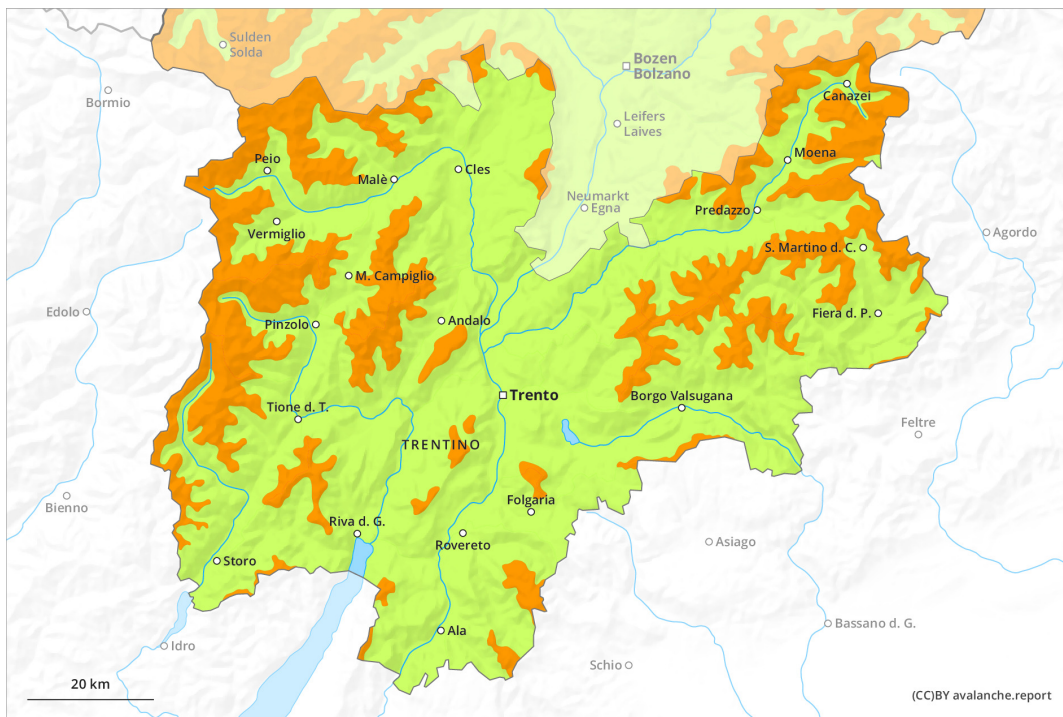 Sulden
Solda
Bozen
Bolzano
Bormio
Canazei
Leifers
Laives
Peio
Moena
Malè
Cles
Neumarkt
Egna
Predazzo
Vermiglio
Agordo
S. Martino d. C.
M. Campiglio
Edolo
Pinzolo
Andalo
Fiera d. P.
Trento
Borgo Valsugana
Tione d. T.
Feltre
TRENTINO
Bienno
Folgaria
Riva d. G.
Rovereto
Asiago
Storo
Bassano d. G.
Ala
Idro
Schio
20 km
(CC)BY avalanche.report